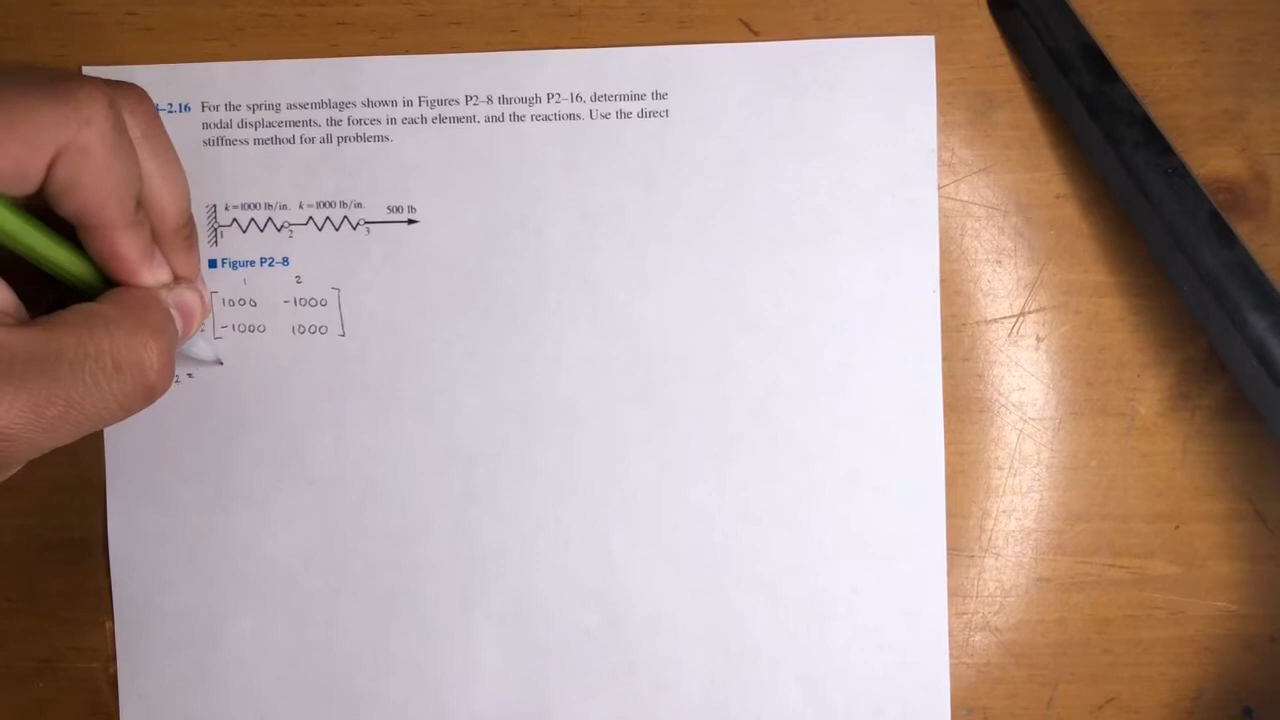 –2.16 For the spring assemblages shown in Figures P2–8 through P2–16, determine the
nodal displacements, the forces in each element, and the reactions. Use the direct
stiffness method for all problems.
k=1000 lb/in. k=1000 lb/in. 500 lb
1 2 3
■ Figure P2–8
1 2
1000 -1000
2 -1000 1000
2 =